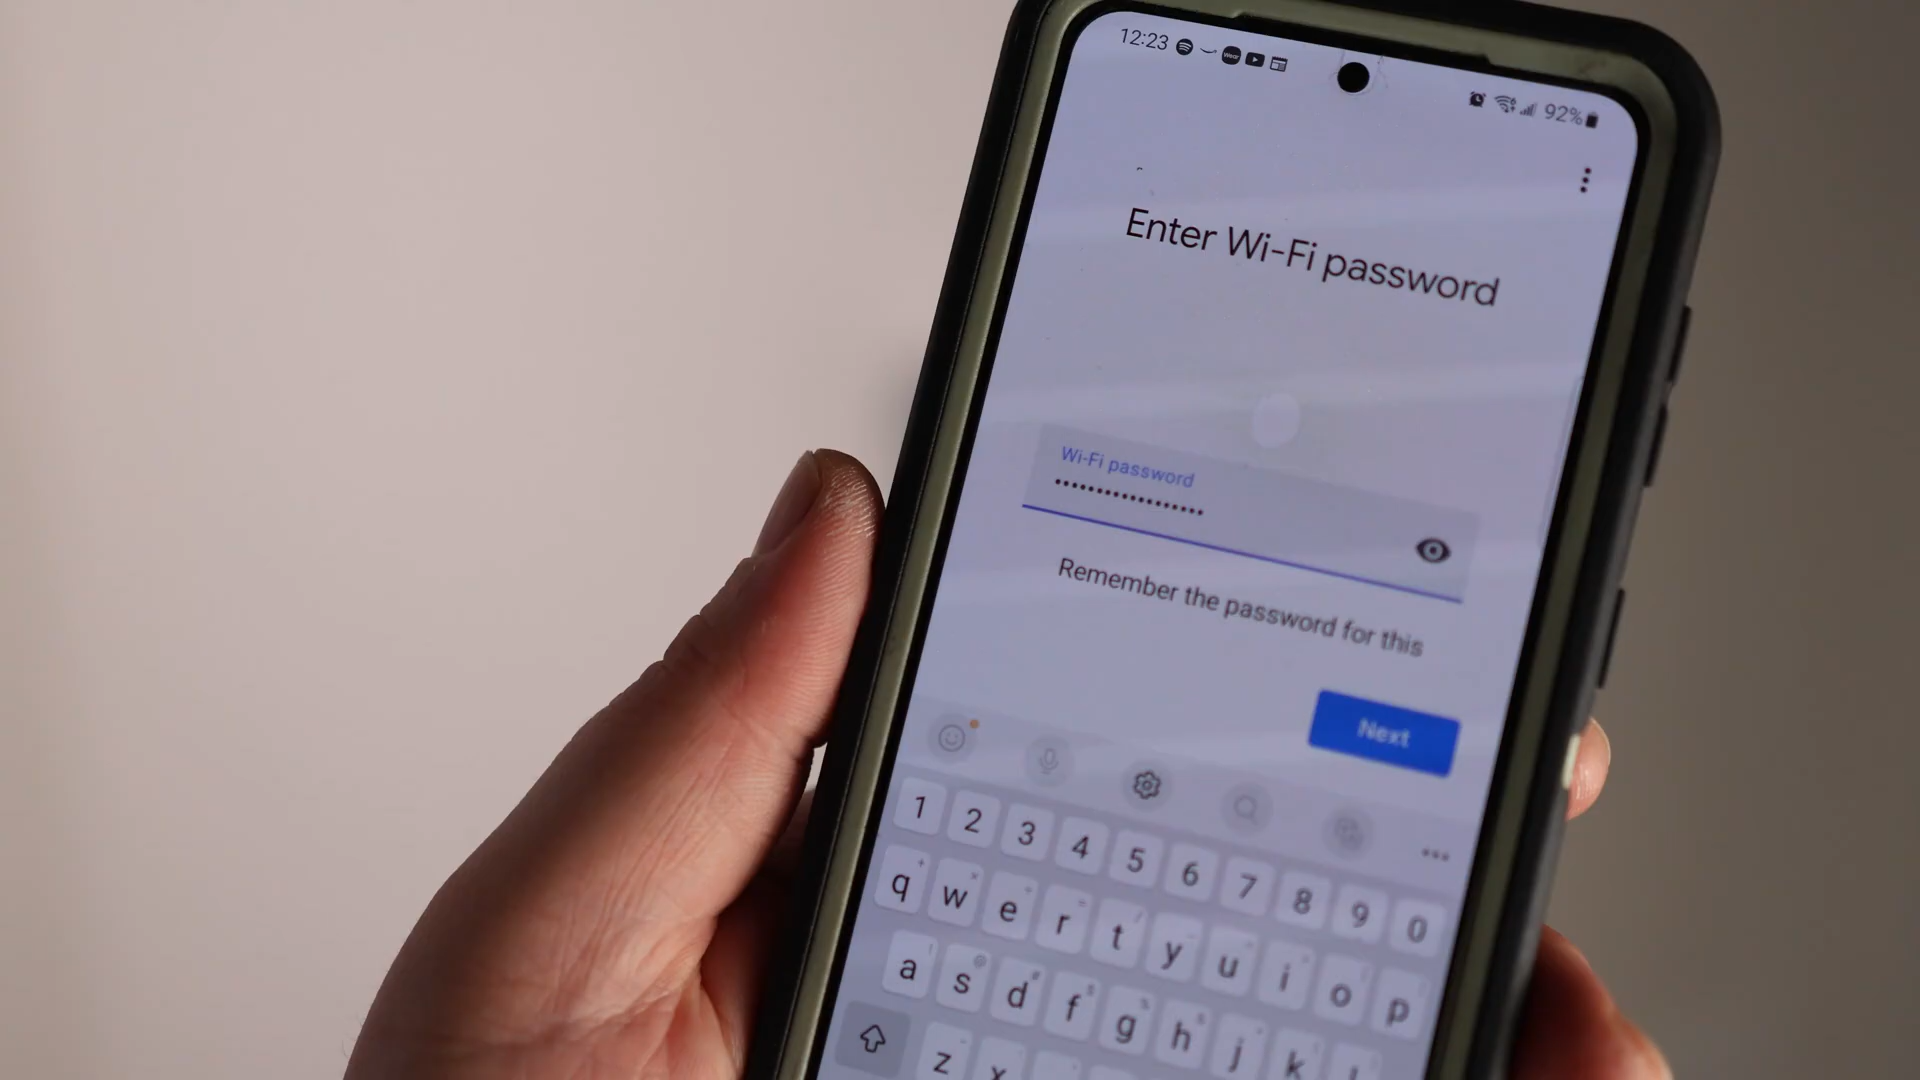 12:23
92%
Enter Wi-Fi password
Wi-Fi password
••••••••••••••••••
Remember the password for this
Next
1 2 3 4 5 6 7 8 9 0
q w e r t y u i o p
a s d f g h j k l
z x